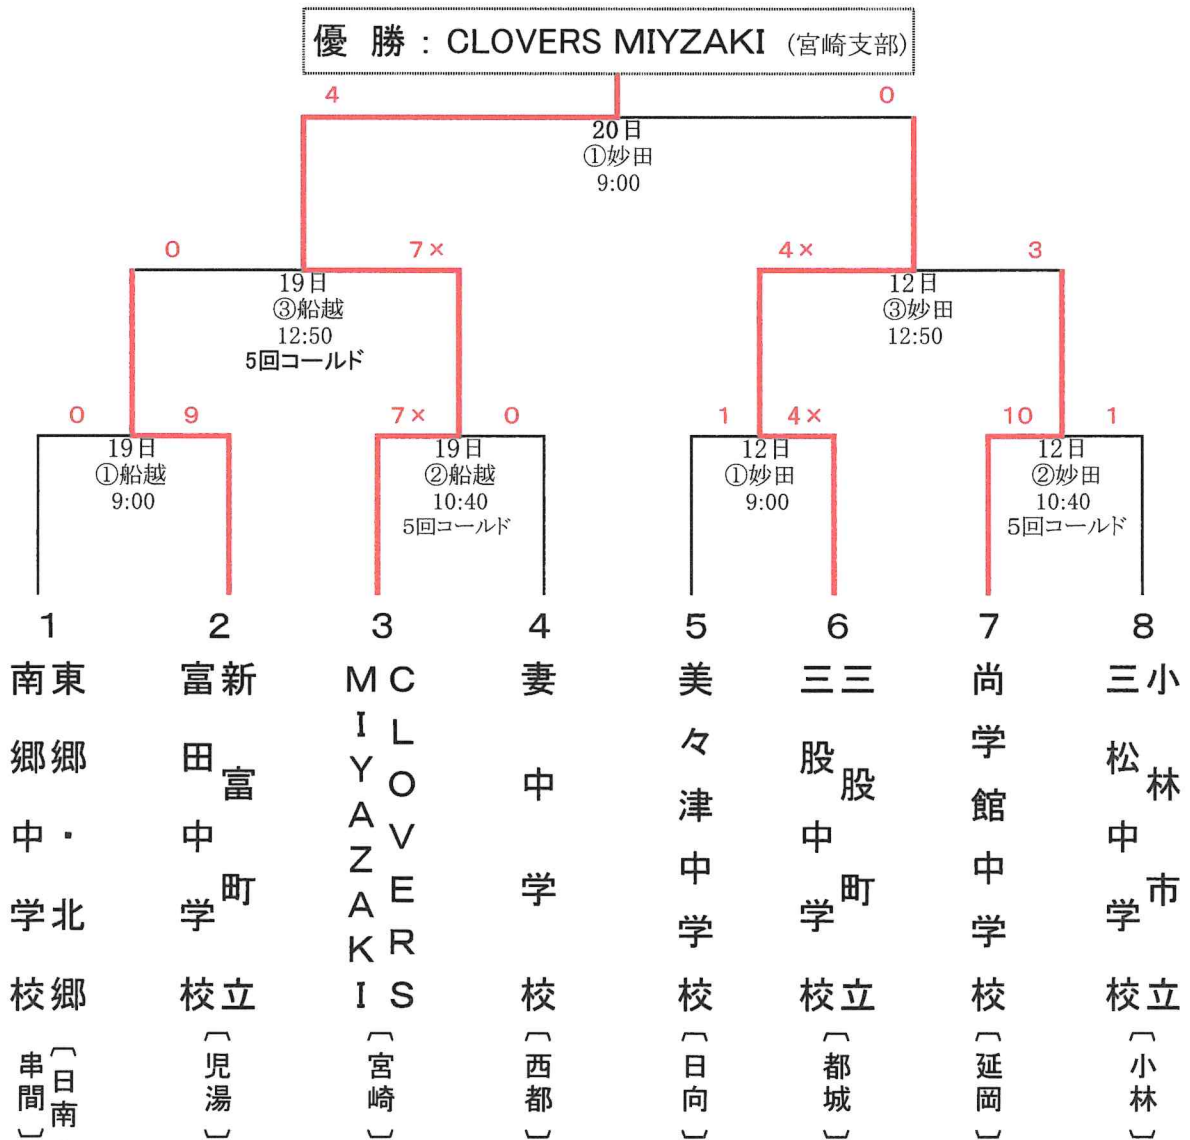 優 勝 : CLOVERS MIYZAKI (宮崎支部)
4
0
20日
①妙田
9:00
0
7×
4×
3
19日
③船越
12:50
5回コールド
12日
③妙田
12:50
0
9
7×
0
1
4×
10
1
19日
①船越
9:00
19日
②船越
10:40
5回コールド
12日
①妙田
9:00
12日
②妙田
10:40
5回コールド
1
2
3
4
5
6
7
8
東郷・北郷
南郷中学校
〔日南
串間〕
新富町立
富田中学校
〔児湯〕
CLOVERS
MIYAZAKI
〔宮崎〕
妻中学校
〔西都〕
美々津中学校
〔日向〕
三股町立
三股中学校
〔都城〕
尚学館中学校
〔延岡〕
小林市立
三松中学校
〔小林〕